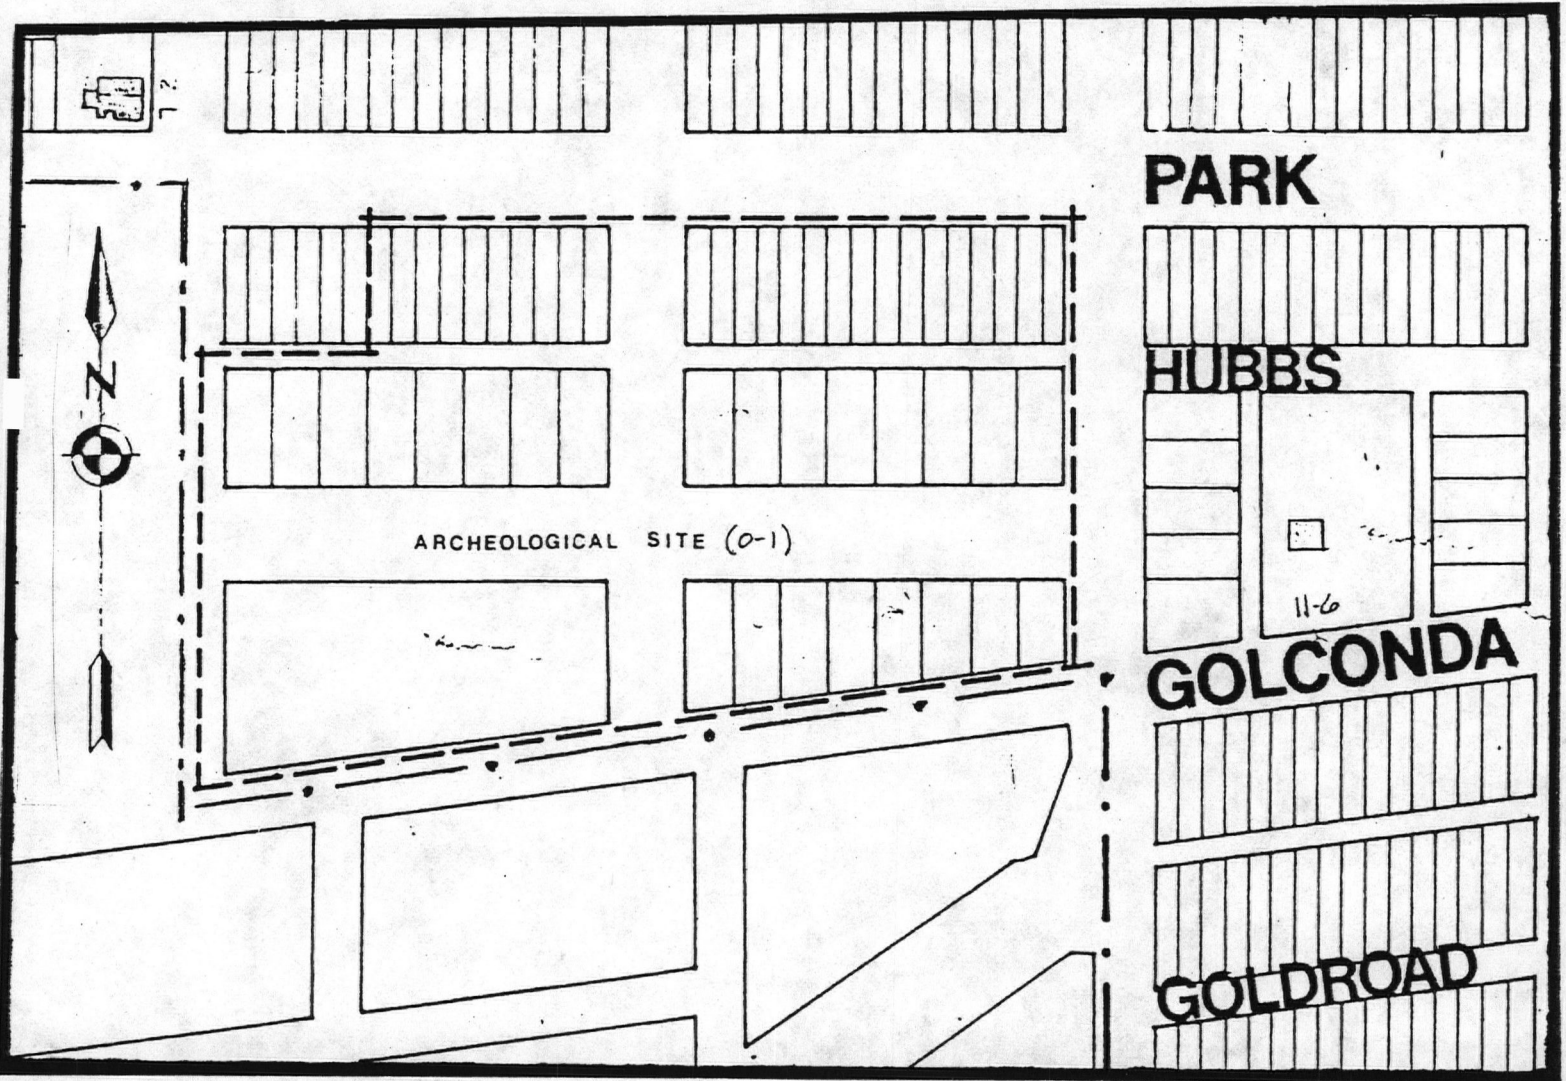 PARK
N
HUBBS
ARCHEOLOGICAL SITE (O-1)
11-6
GOLCONDA
GOLDROAD